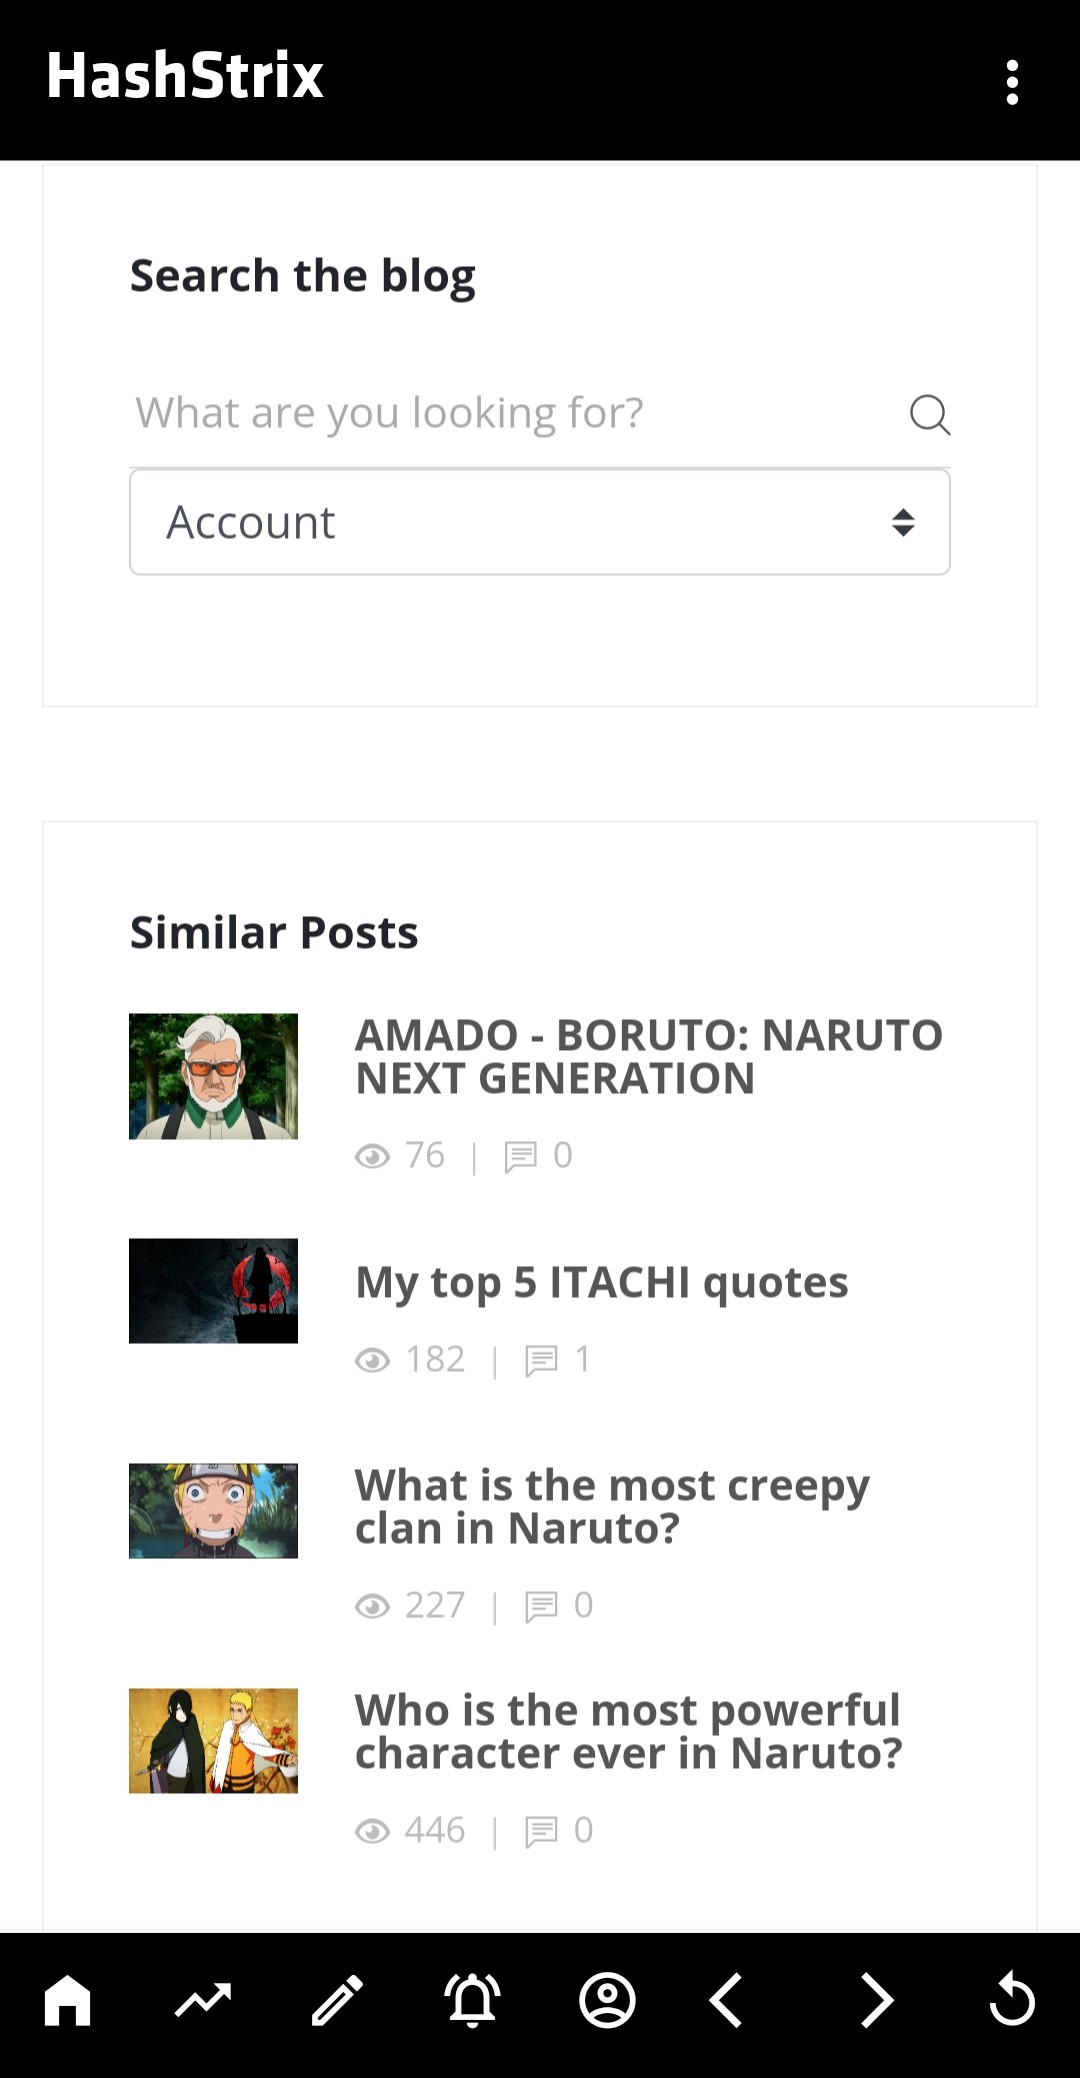 HashStrix
Search the blog
What are you looking for?
Account
Similar Posts
AMADO - BORUTO: NARUTO
NEXT GENERATION
76 | 0
My top 5 ITACHI quotes
182 | 1
What is the most creepy
clan in Naruto?
227 | 0
Who is the most powerful
character ever in Naruto?
446 | 0